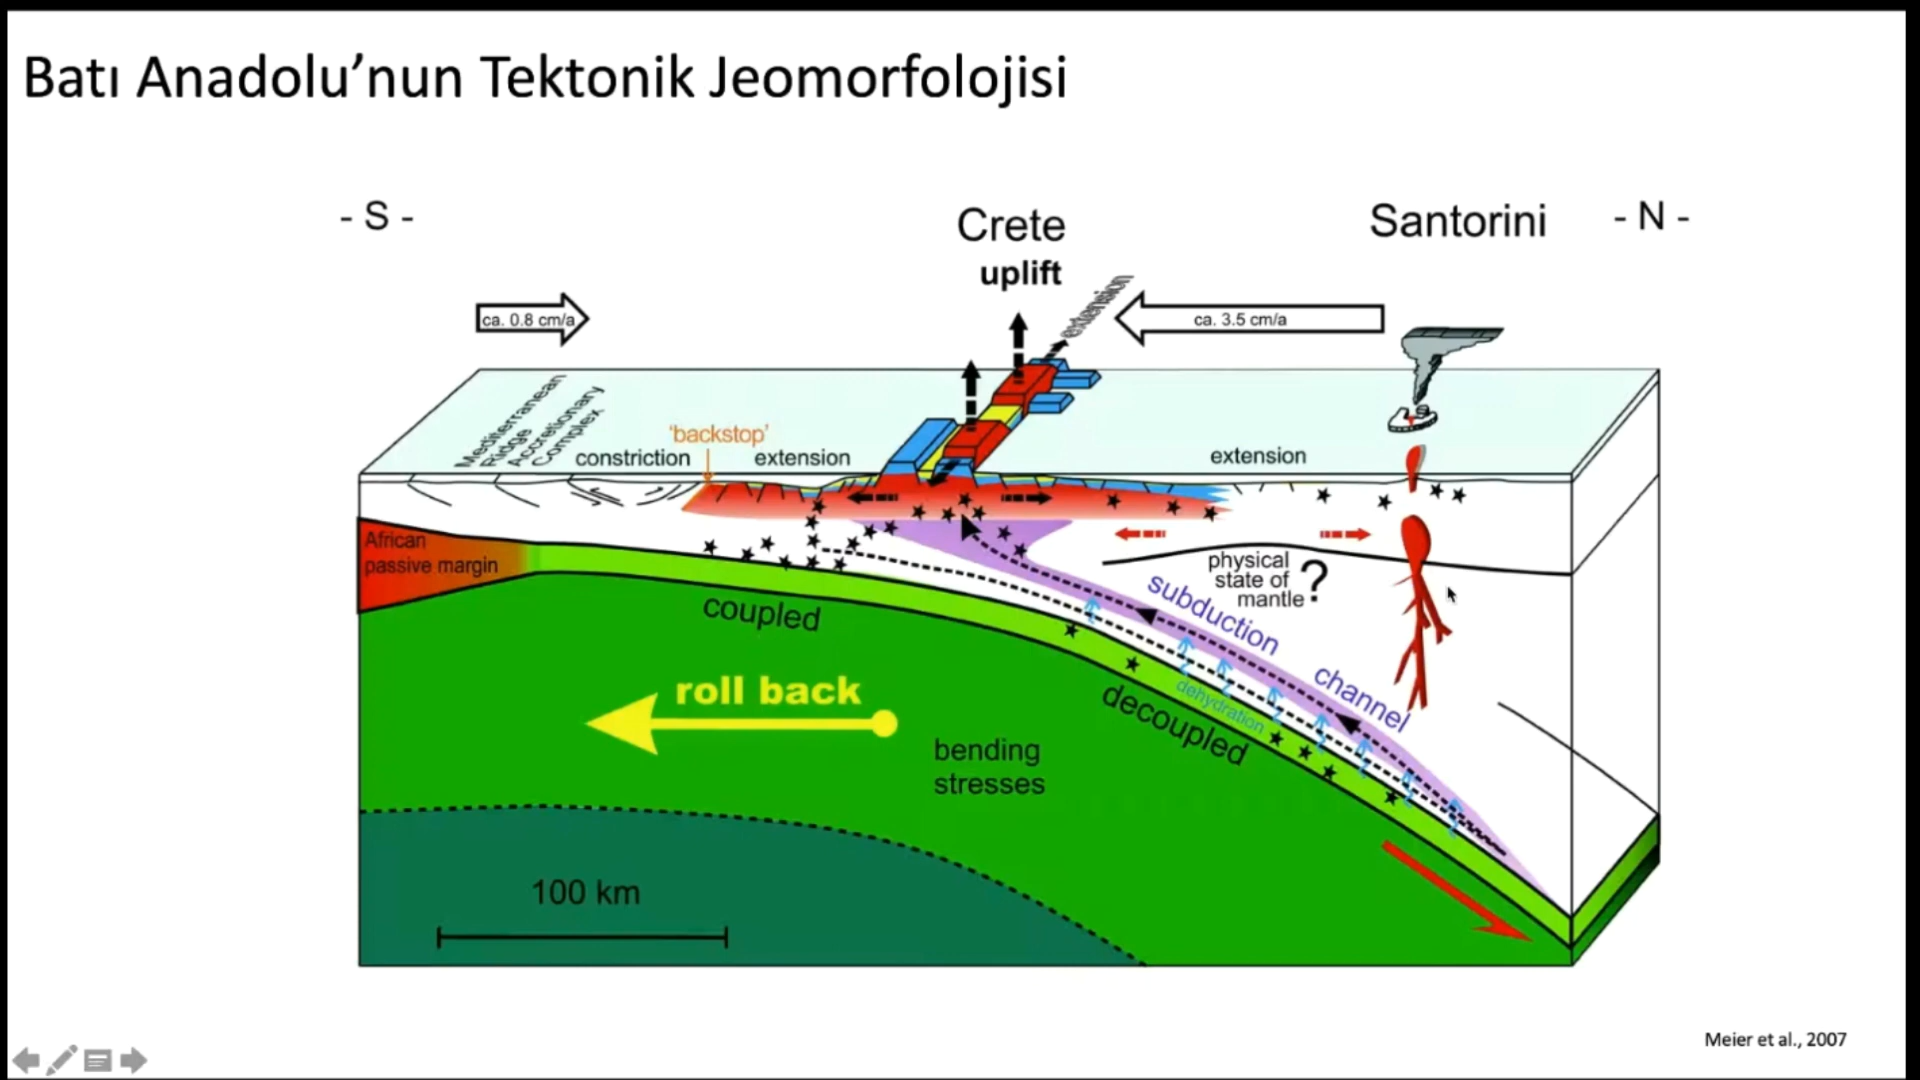 Batı Anadolu’nun Tektonik Jeomorfolojisi
- S -
Crete
uplift
Santorini
- N -
extension
ca. 0.8 cm/a
ca. 3.5 cm/a
Mediterranean
Ridge
Accretionary
Complex
'backstop'
constriction
extension
extension
African
passive margin
physical
state of
mantle
?
coupled
subduction
channel
dehydration
decoupled
roll back
bending
stresses
100 km
Meier et al., 2007